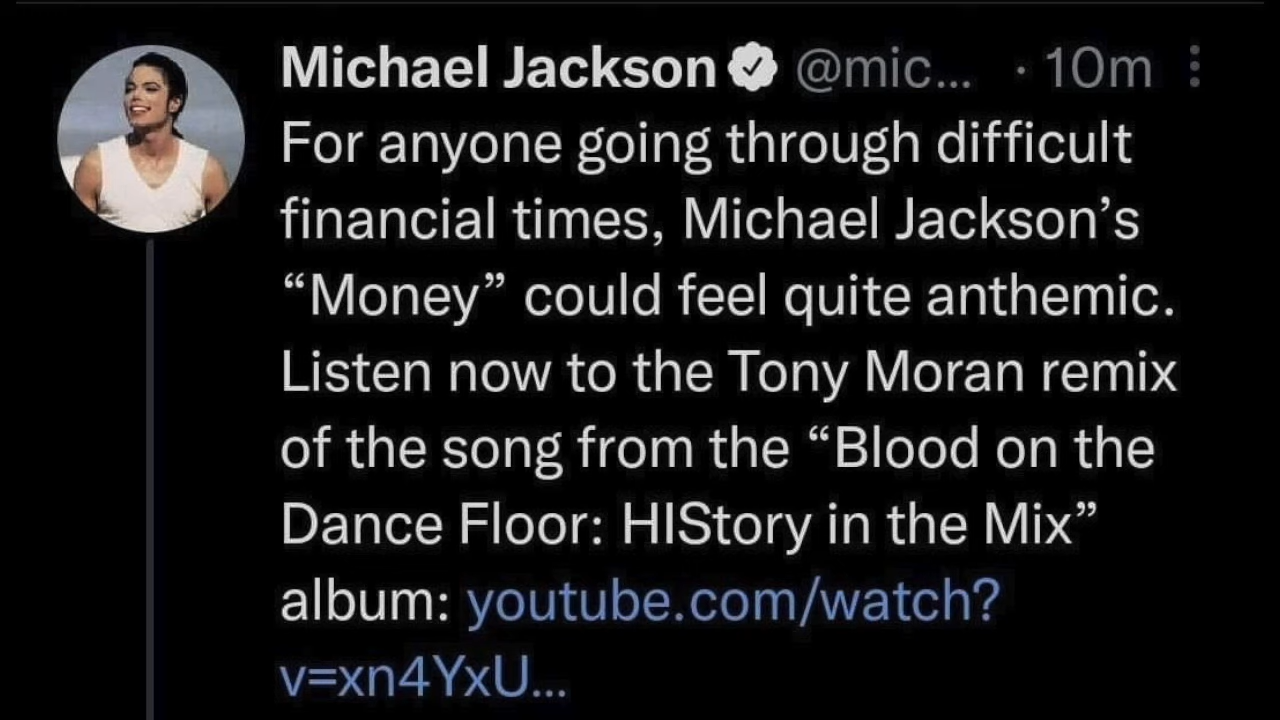 Michael Jackson @mic... · 10m
For anyone going through difficult
financial times, Michael Jackson’s
“Money” could feel quite anthemic.
Listen now to the Tony Moran remix
of the song from the “Blood on the
Dance Floor: HIStory in the Mix”
album: youtube.com/watch?
v=xn4YxU...